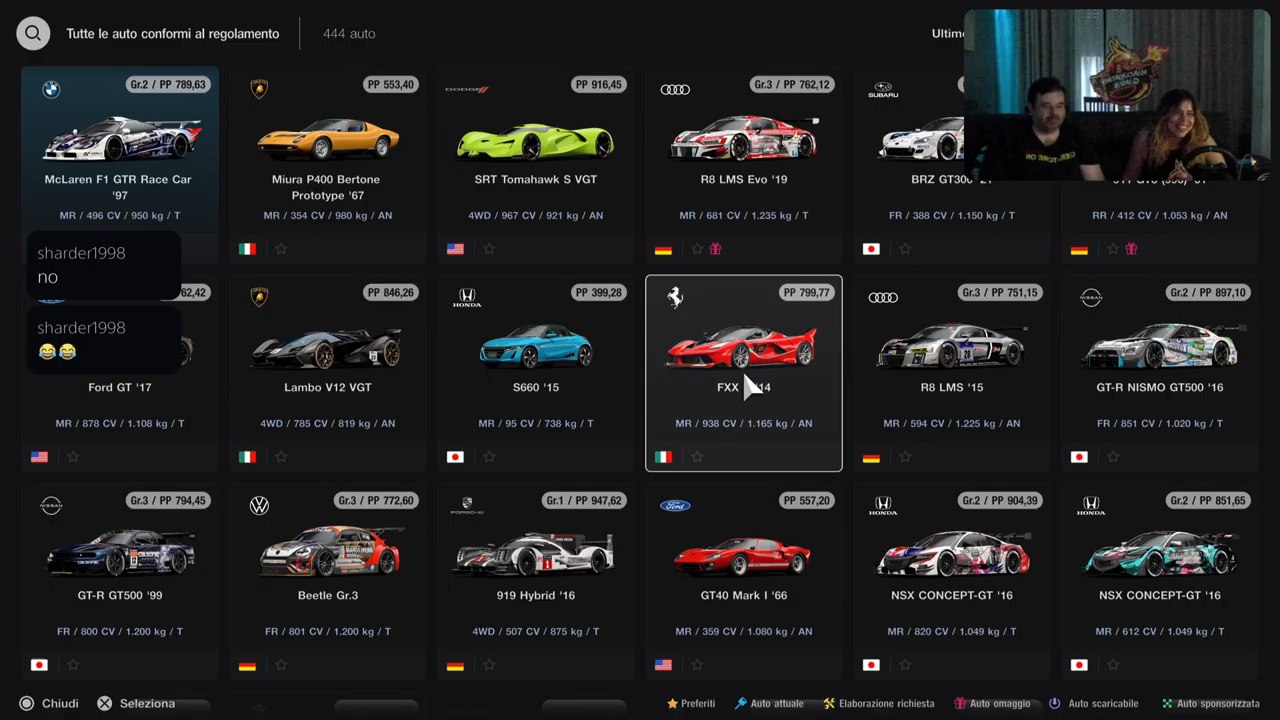 Tutte le auto conformi al regolamento
444 auto
Gr.2 / PP 789,63
McLaren F1 GTR Race Car
'97
MR / 496 CV / 950 kg / T
PP 553,40
Miura P400 Bertone
Prototype '67
MR / 354 CV / 980 kg / AN
DODGE
PP 916,45
SRT Tomahawk S VGT
4WD / 967 CV / 921 kg / AN
Gr.3 / PP 762,12
R8 LMS Evo '19
MR / 681 CV / 1.235 kg / T
SUBARU
FR / 388 CV / 1.150 kg / T
RR / 412 CV / 1.053 kg / AN
sharder1998
no
sharder1998
😂😂
62,42
Ford GT '17
MR / 878 CV / 1.108 kg / T
PP 846,26
Lambo V12 VGT
4WD / 785 CV / 819 kg / AN
HONDA
PP 399,28
S660 '15
MR / 95 CV / 738 kg / T
PP 799,77
FXX
14
MR / 938 CV / 1.165 kg / AN
Gr.3 / PP 751,15
R8 LMS '15
MR / 594 CV / 1.225 kg / AN
Gr.2 / PP 897,10
GT-R NISMO GT500 '16
FR / 851 CV / 1.020 kg / T
Gr.3 / PP 794,45
GT-R GT500 '99
FR / 800 CV / 1.200 kg / T
Gr.3 / PP 772,60
Beetle Gr.3
FR / 801 CV / 1.200 kg / T
PORSCHE
Gr.1 / PP 947,62
919 Hybrid '16
4WD / 507 CV / 875 kg / T
Ford
PP 557,20
GT40 Mark I '66
MR / 359 CV / 1.080 kg / AN
HONDA
Gr.2 / PP 904,39
NSX CONCEPT-GT '16
MR / 820 CV / 1.049 kg / T
HONDA
Gr.2 / PP 851,65
NSX CONCEPT-GT '16
MR / 612 CV / 1.049 kg / T
Chiudi
Seleziona
Preferiti
Auto attuale
Elaborazione richiesta
Auto omaggio
Auto scaricabile
Auto sponsorizzata